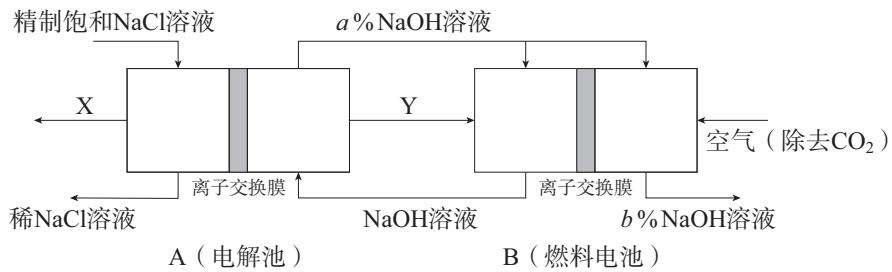 精制饱和NaCl溶液
a%NaOH溶液
X
Y
空气（除去CO₂）
离子交换膜
离子交换膜
稀NaCl溶液
NaOH溶液
b%NaOH溶液
A（电解池）
B（燃料电池）